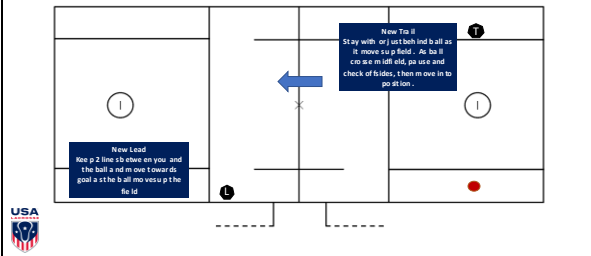 New Trail
Stay with or just behind ball as
it moves up field. As ball
crosse midfield, pause and
check offsides, then move into
position.
T
I
I
New Lead
Keep 2 lines between you and
the ball and move towards
goal as the ball moves up the
field
L
USA
LACROSSE